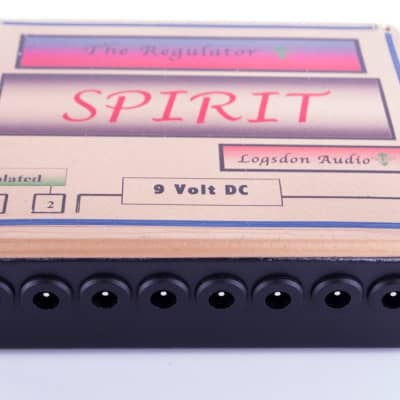 The Regulator
SPIRIT
Logsdon Audio
olated
9 Volt DC
2